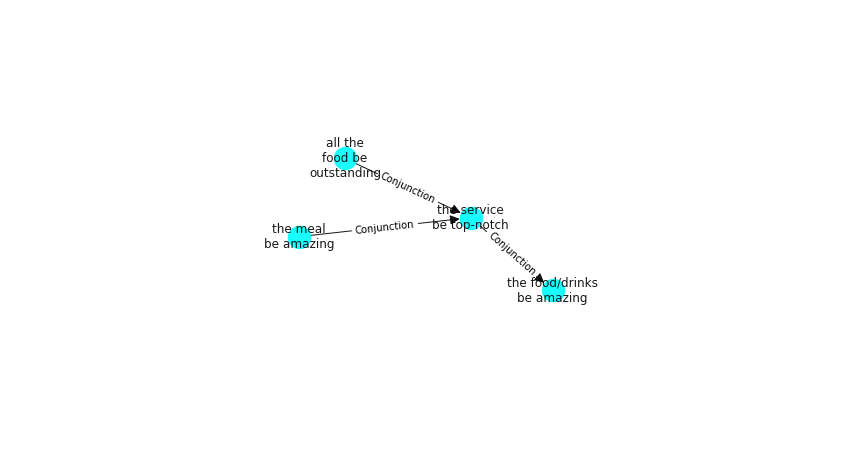 all the
food be
outstanding
Conjunction
the service
be top-notch
the meal
be amazing
Conjunction
Conjunction
the food/drinks
be amazing